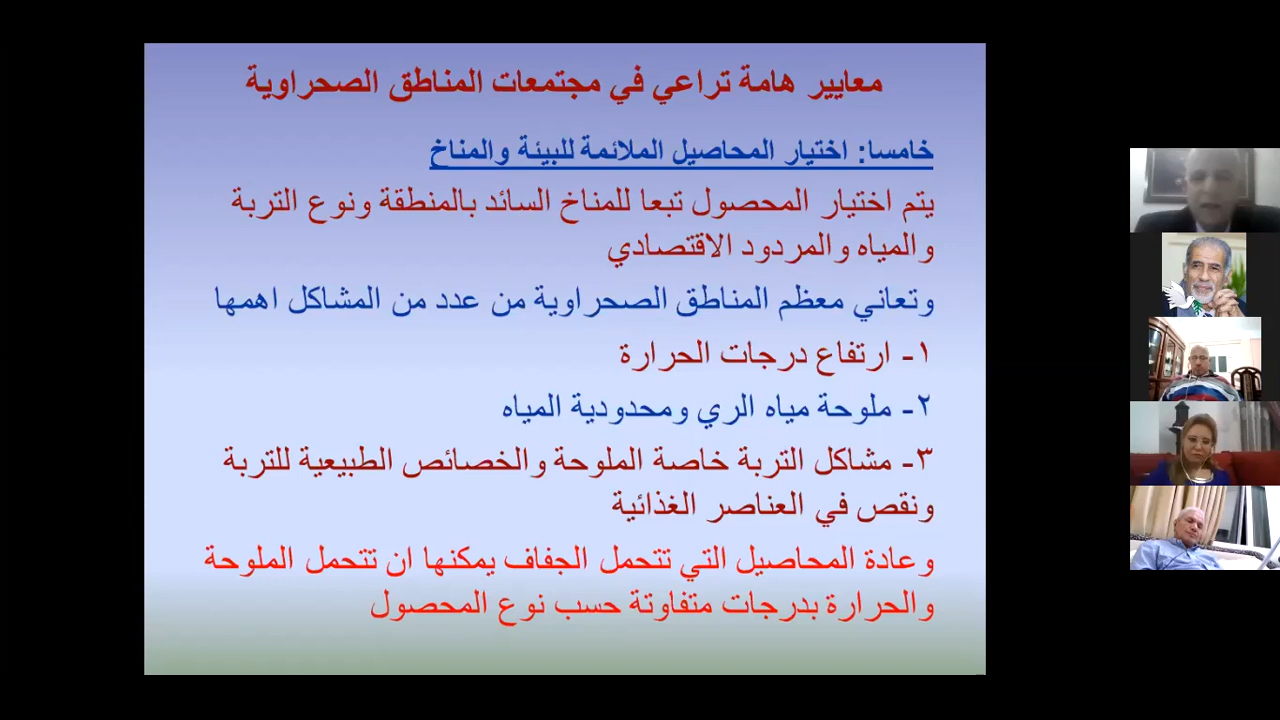 معايير هامة تراعي في مجتمعات المناطق الصحراوية
خامسا: اختيار المحاصيل الملائمة للبيئة والمناخ
يتم اختيار المحصول تبعا للمناخ السائد بالمنطقة ونوع التربة
والمياه والمردود الاقتصادي
وتعاني معظم المناطق الصحراوية من عدد من المشاكل اهمها
١- ارتفاع درجات الحرارة
٢- ملوحة مياه الري ومحدودية المياه
٣- مشاكل التربة خاصة الملوحة والخصائص الطبيعية للتربة
ونقص في العناصر الغذائية
وعادة المحاصيل التي تتحمل الجفاف يمكنها ان تتحمل الملوحة
والحرارة بدرجات متفاوتة حسب نوع المحصول